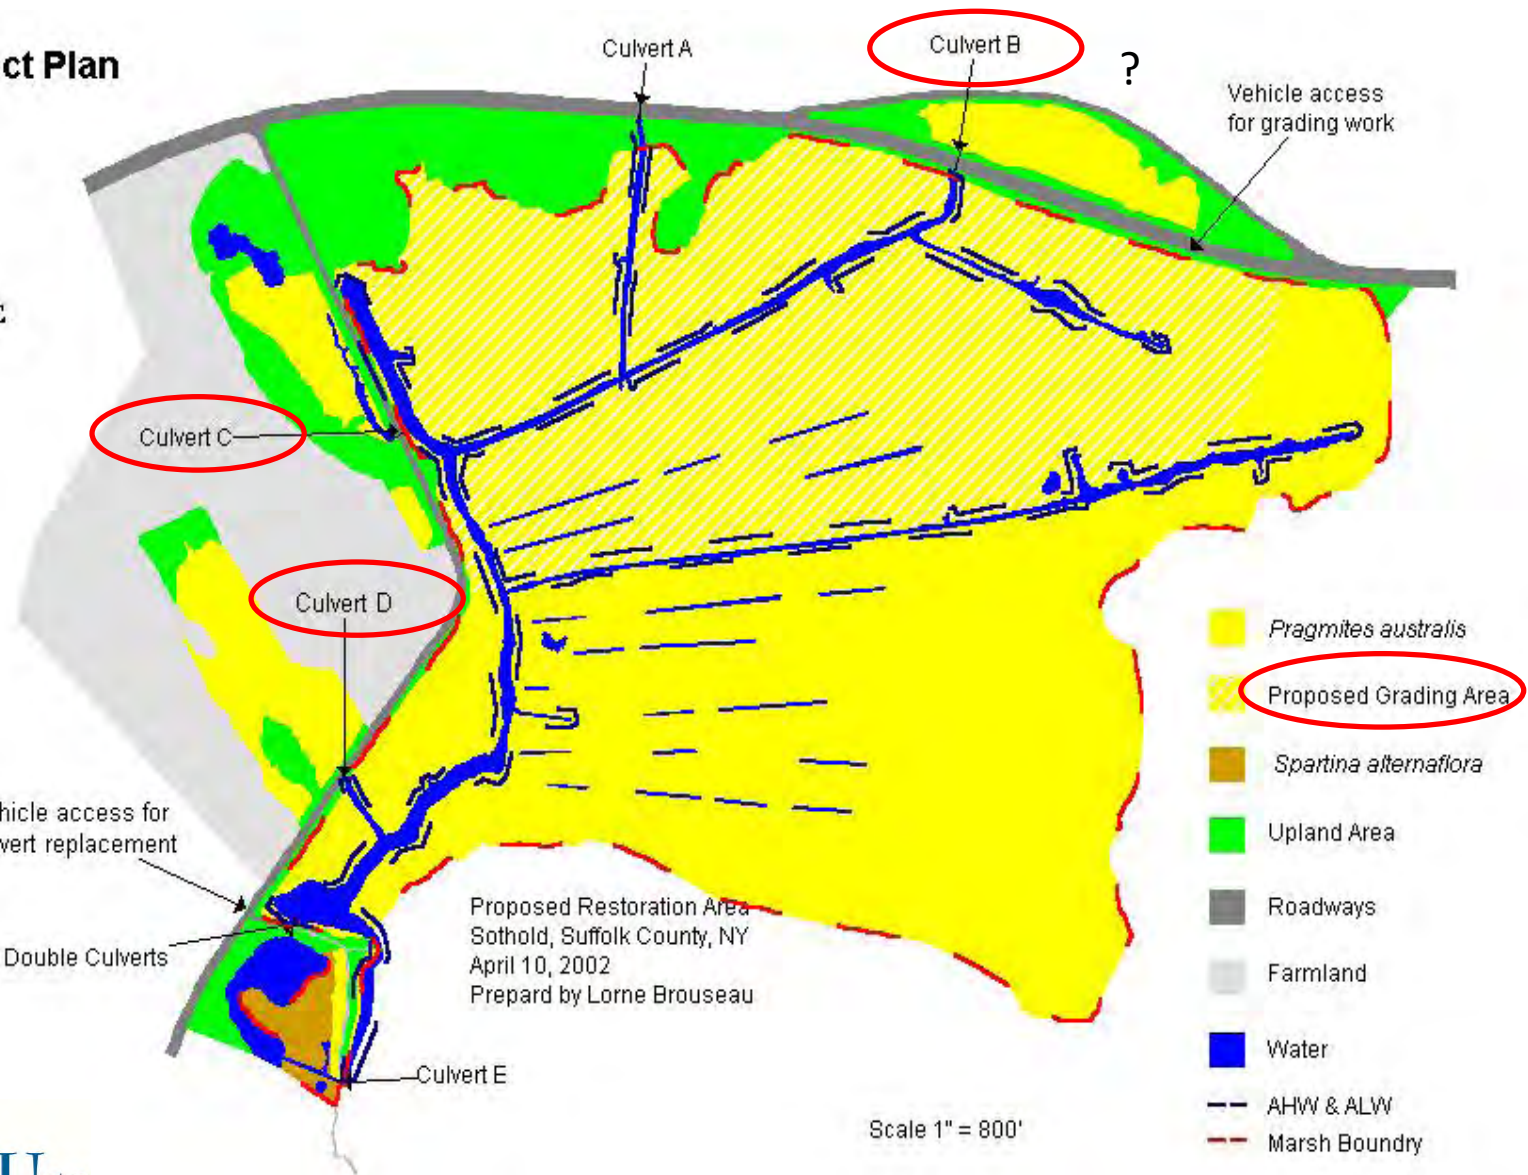 ct Plan
Culvert A
Culvert B
?
Vehicle access
for grading work
Culvert C
Culvert D
hicle access for
vert replacement
Double Culverts
Proposed Restoration Area
Sothold, Suffolk County, NY
April 10, 2002
Prepard by Lorne Brouseau
Culvert E
Scale 1" = 800'
Pragmites australis
Proposed Grading Area
Spartina alternaflora
Upland Area
Roadways
Farmland
Water
AHW & ALW
Marsh Boundry